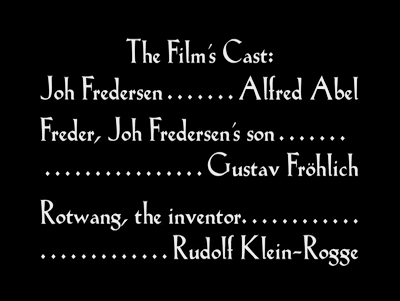 The Film's Cast:
Joh Fredersen.......Alfred Abel
Freder, Joh Fredersen's son.......
................Gustav Fröhlich
Rotwang, the inventor............
.............Rudolf Klein-Rogge